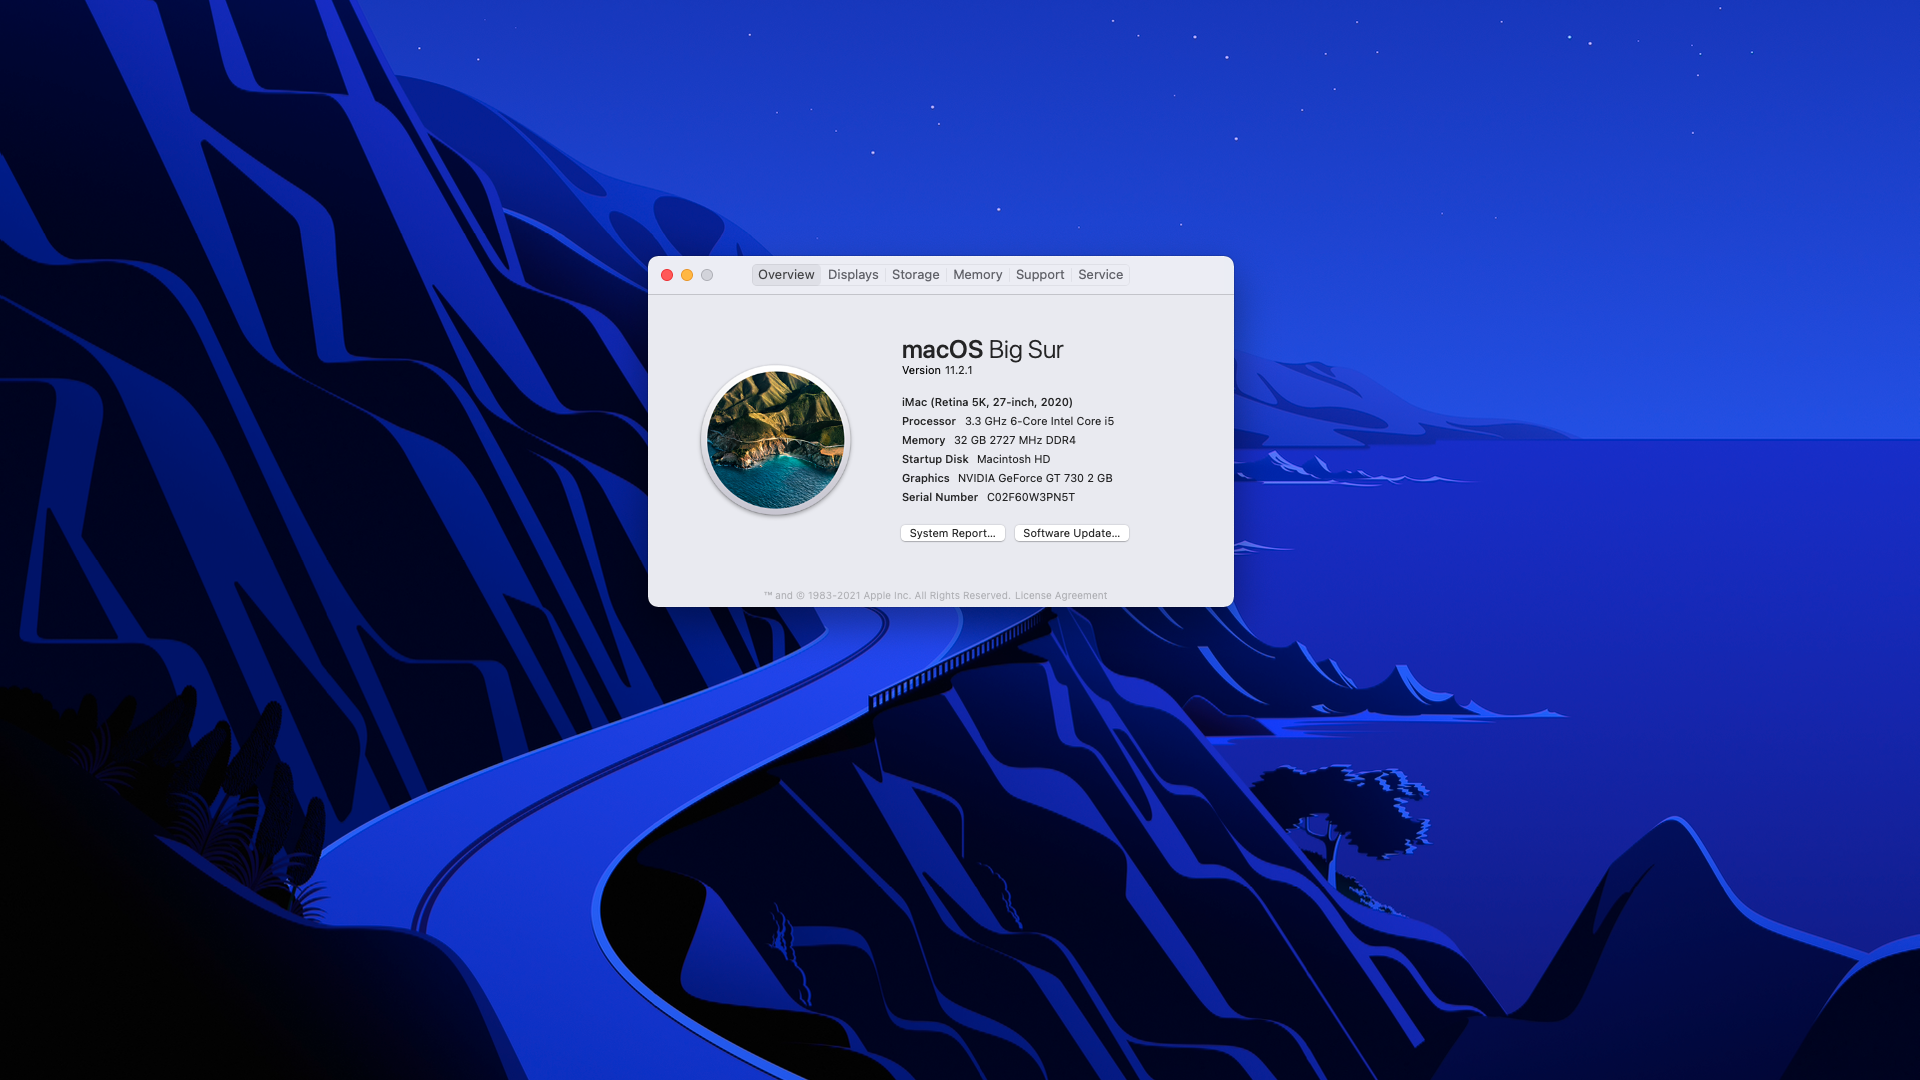 Overview Displays Storage Memory Support Service
macOS Big Sur
Version 11.2.1
iMac (Retina 5K, 27-inch, 2020)
Processor 3.3 GHz 6-Core Intel Core i5
Memory 32 GB 2727 MHz DDR4
Startup Disk Macintosh HD
Graphics NVIDIA GeForce GT 730 2 GB
Serial Number C02F60W3PN5T
System Report... Software Update...
™ and © 1983-2021 Apple Inc. All Rights Reserved. License Agreement